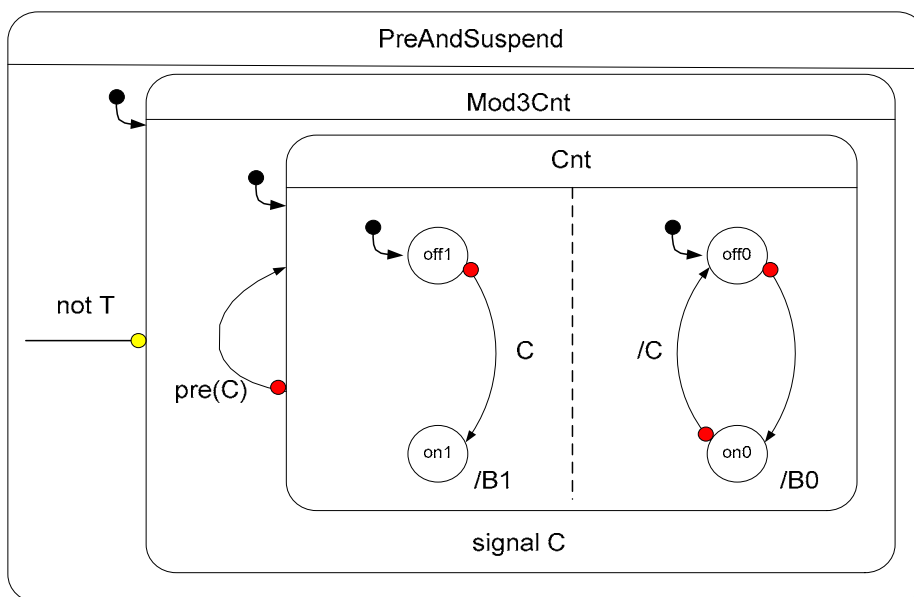 PreAndSuspend
Mod3Cnt
Cnt
off1
off0
not T
C
/C
pre(C)
on1
on0
/B1
/B0
signal C